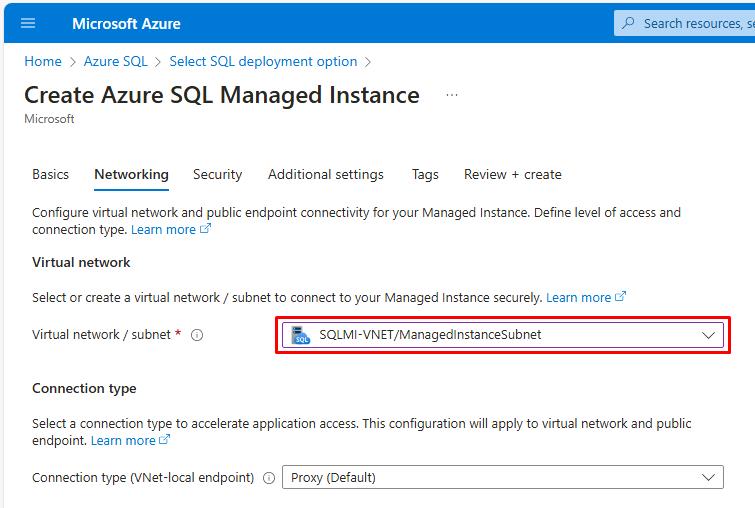 Microsoft Azure
Search resources, se
Home > Azure SQL > Select SQL deployment option >
Create Azure SQL Managed Instance ...
Microsoft
Basics Networking Security Additional settings Tags Review + create
Configure virtual network and public endpoint connectivity for your Managed Instance. Define level of access and
connection type. Learn more
Virtual network
Select or create a virtual network / subnet to connect to your Managed Instance securely. Learn more
Virtual network / subnet * SQL SQLMI-VNET/ManagedInstanceSubnet
Connection type
Select a connection type to accelerate application access. This configuration will apply to virtual network and public
endpoint. Learn more
Connection type (VNet-local endpoint) Proxy (Default)